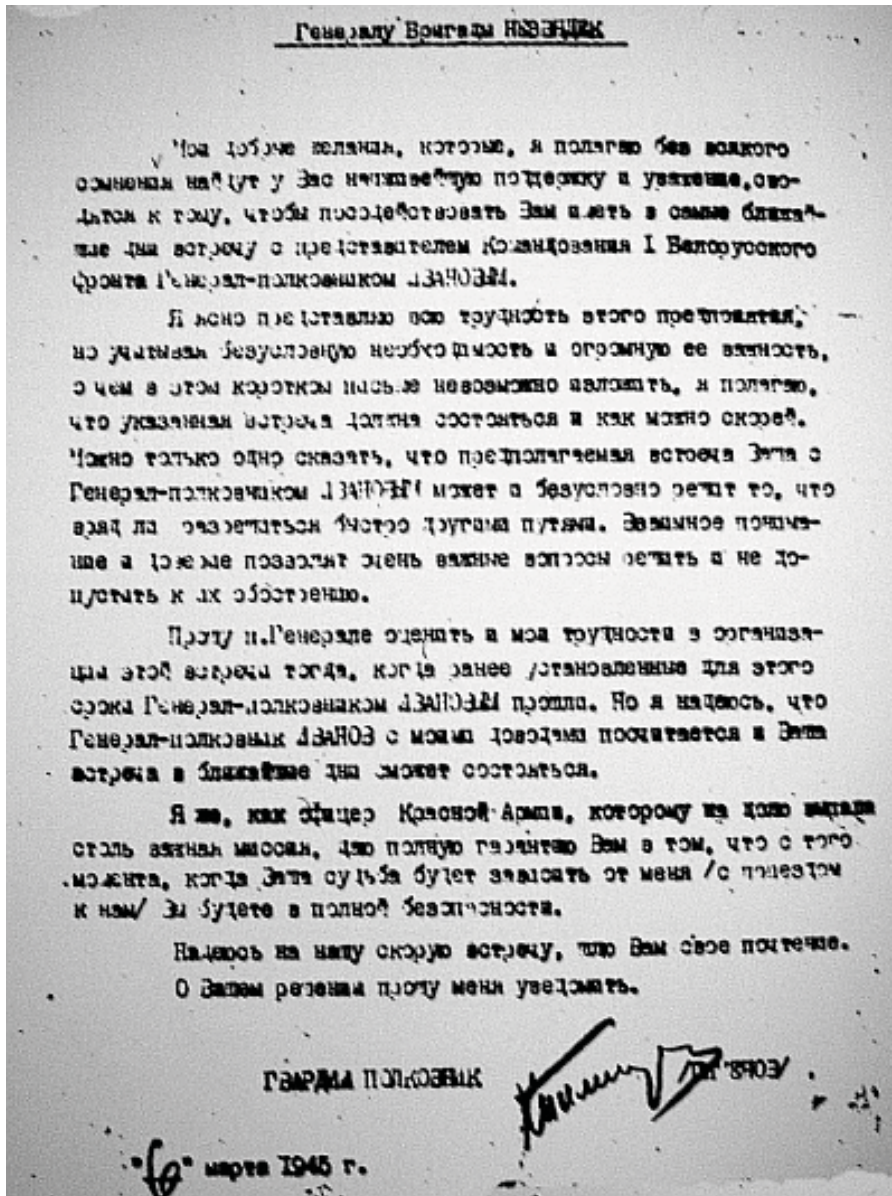 Генералу Бригады НЕВЕНДИК
Мои добрые желания, которые, я полагаю без всякого
сомнения найдут у Вас наивысшую поддержку и уважение, сво-
дятся к тому, чтобы посодействовать Вам иметь в самые ближай-
шие дни встречу с представителем Командования I Белорусского
фронта Генерал-полковником ИВАНОВЫМ.
Я ясно представляю всю трудность этого предприятия,
но учитывая безусловную необходимость и огромную ее важность,
о чем в этом коротком письме невозможно изложить, я полагаю,
что указанная встреча должна состояться и как можно скорей.
Можно только одно сказать, что предполагаемая встреча Ваша с
Генерал-полковником ИВАНОВЫМ может и безусловно решит то, что
вряд ли разрешиться быстро другими путями. Взаимное понима-
ние и доверие позволят очень важные вопросы решить и не до-
пустить к их обострению.
Прошу п.Генерале оценить и мои трудности в организа-
ции этой встречи тогда, когда ранее установленные для этого
сроки Генерал-полковником ИВАНОВЫМ прошли. Но я надеюсь, что
Генерал-полковник ИВАНОВ с моими доводами посчитается и Ваша
встреча в ближайшие дни сможет состояться.
Я же, как офицер Красной Армии, которому на долю выпала
столь важная миссия, даю полную гарантию Вам в том, что с того
момента, когда Ваша судьба будет зависать от меня /с приездом
к нам/ Вы будете в полной безопасности.
Надеюсь на нашу скорую встречу, шлю Вам свое почтение.
О Вашем решении прошу меня уведомить.
ГВАРДИИ ПОЛКОВНИК
" " марта 1945 г.